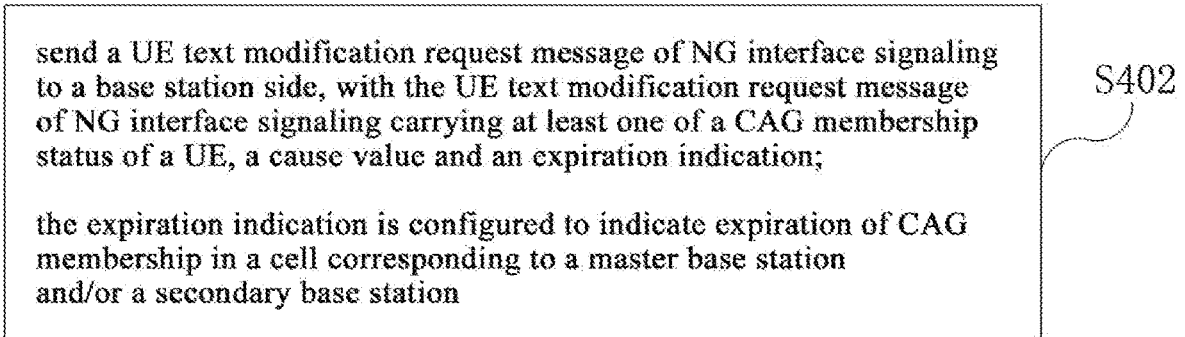 send a UE text modification request message of NG interface signaling
to a base station side, with the UE text modification request message
of NG interface signaling carrying at least one of a CAG membership
status of a UE, a cause value and an expiration indication;
the expiration indication is configured to indicate expiration of CAG
membership in a cell corresponding to a master base station
and/or a secondary base station
S402